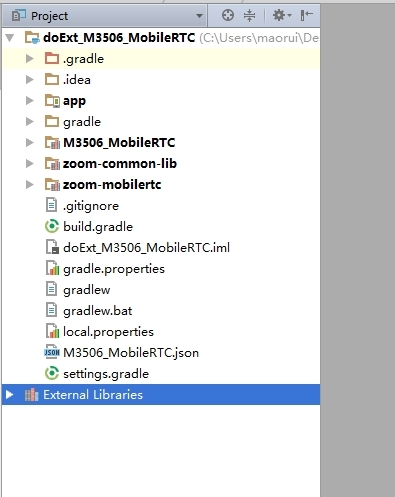 Project
doExt_M3506_MobileRTC (C:\Users\maorui\De
.gradle
.idea
app
gradle
M3506_MobileRTC
zoom-common-lib
zoom-mobilertc
.gitignore
build.gradle
doExt_M3506_MobileRTC.iml
gradle.properties
gradlew
gradlew.bat
local.properties
JSON M3506_MobileRTC.json
settings.gradle
External Libraries